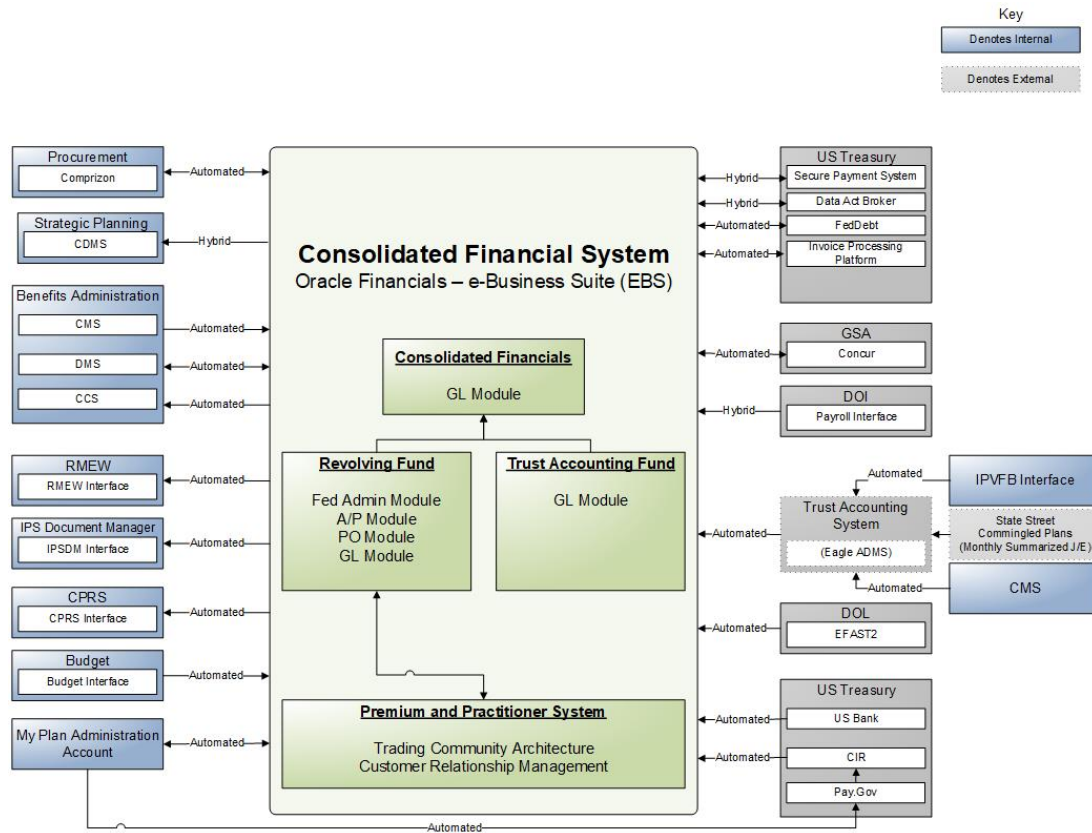 Key
Denotes Internal
Denotes External
Procurement
Comprizon
Automated
Strategic Planning
CDMS
Hybrid
Benefits Administration
CMS
Automated
DMS
Automated
CCS
Automated
RMEW
RMEW Interface
Automated
IPS Document Manager
IPSDM Interface
Automated
CPRS
CPRS Interface
Automated
Budget
Budget Interface
Automated
My Plan Administration
Account
Automated
Consolidated Financial System
Oracle Financials – e-Business Suite (EBS)
Consolidated Financials
GL Module
Revolving Fund
Fed Admin Module
A/P Module
PO Module
GL Module
Trust Accounting Fund
GL Module
Premium and Practitioner System
Trading Community Architecture
Customer Relationship Management
US Treasury
Hybrid
Secure Payment System
Hybrid
Data Act Broker
Automated
FedDebt
Automated
Invoice Processing
Platform
GSA
Automated
Concur
DOI
Hybrid
Payroll Interface
Automated
Trust Accounting
System
(Eagle ADMS)
Automated
IPVFB Interface
State Street
Commingled Plans
(Monthly Summarized J/E)
Automated
CMS
DOL
Automated
EFAST2
US Treasury
Automated
US Bank
Automated
CIR
Pay.Gov
Automated